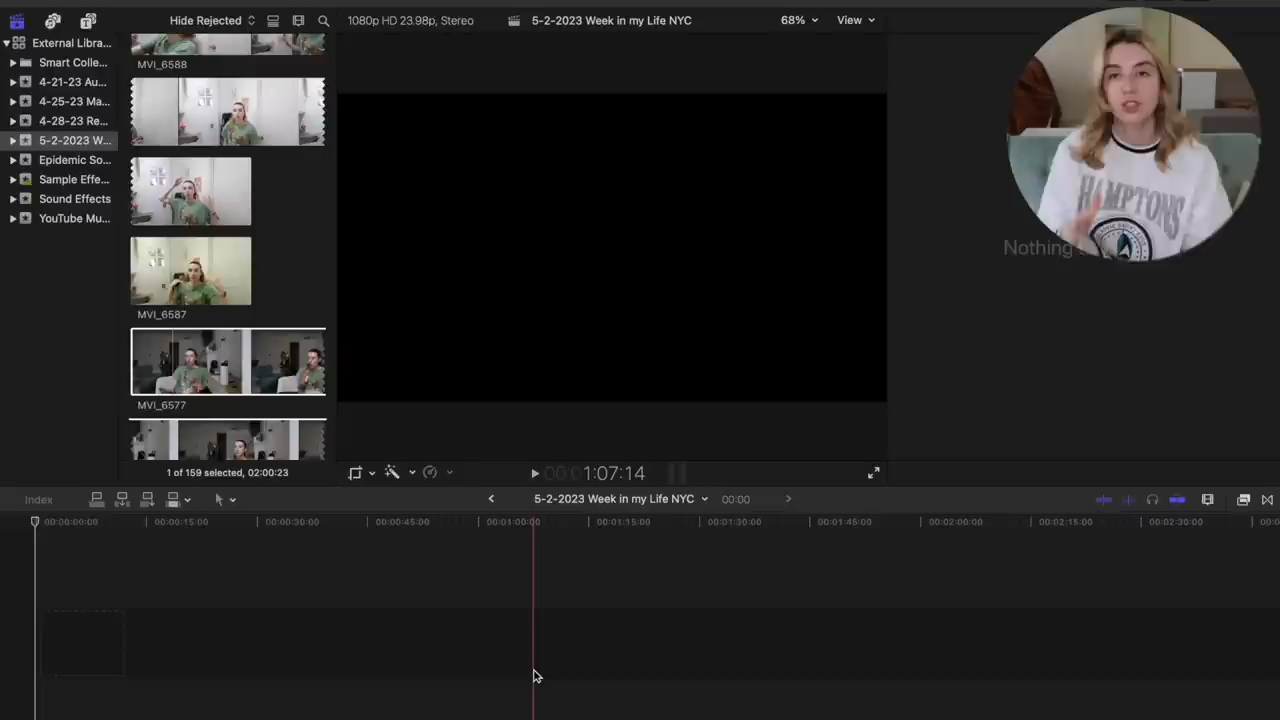 Hide Rejected
1080p HD 23.98p, Stereo
5-2-2023 Week in my Life NYC
68%
View
External Libra...
Smart Colle...
4-21-23 Au...
4-25-23 Ma...
4-28-23 Re...
5-2-2023 W...
Epidemic So...
Sample Effe...
Sound Effects
YouTube Mu...
MVI_6588
MVI_6587
MVI_6577
1 of 159 selected, 02:00:23
HAMPTONS
Nothing
00:01:07:14
Index
5-2-2023 Week in my Life NYC
00:00
00:00:00:00
00:00:15:00
00:00:30:00
00:00:45:00
00:01:00:00
00:01:15:00
00:01:30:00
00:01:45:00
00:02:00:00
00:02:15:00
00:02:30:00